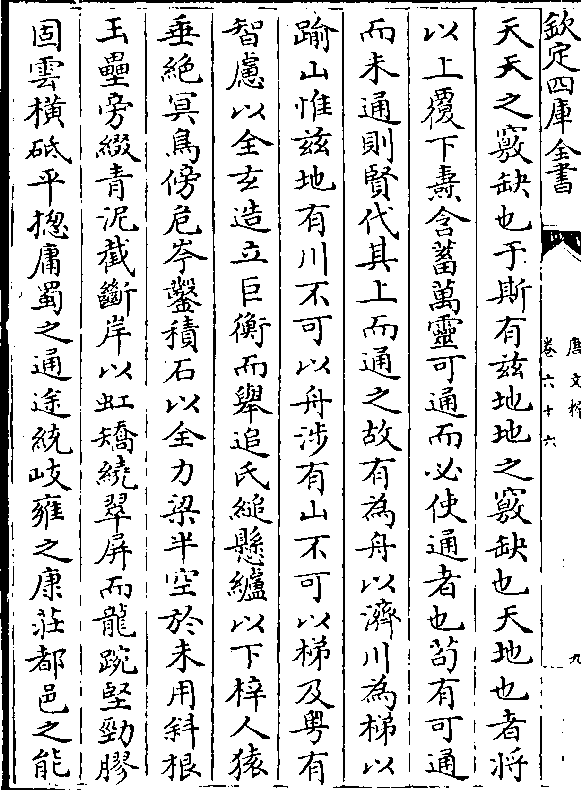 欽定四庫全書
唐文粹
卷六十六
九
天天之竅缺也于斯有兹地地之竅缺也天地也者將
以上覆下燾含蓄萬靈可通而必使通者也茍有可通
而未通則賢代其上而通之故有為舟以濟川為梯以
踰山惟兹地有川不可以舟涉有山不可以梯及粤有
智慮以全玄造立巨衡而舉追氏縋懸纑以下梓人猿
垂絶冥鳥傍危岑鑿積石以全力梁半空於未用斜根
玉壘旁綴青泥截斷岸以虹矯繞翠屏而龍踠堅勁膠
固雲横砥平揔庸蜀之通途統岐雍之康莊都邑之能